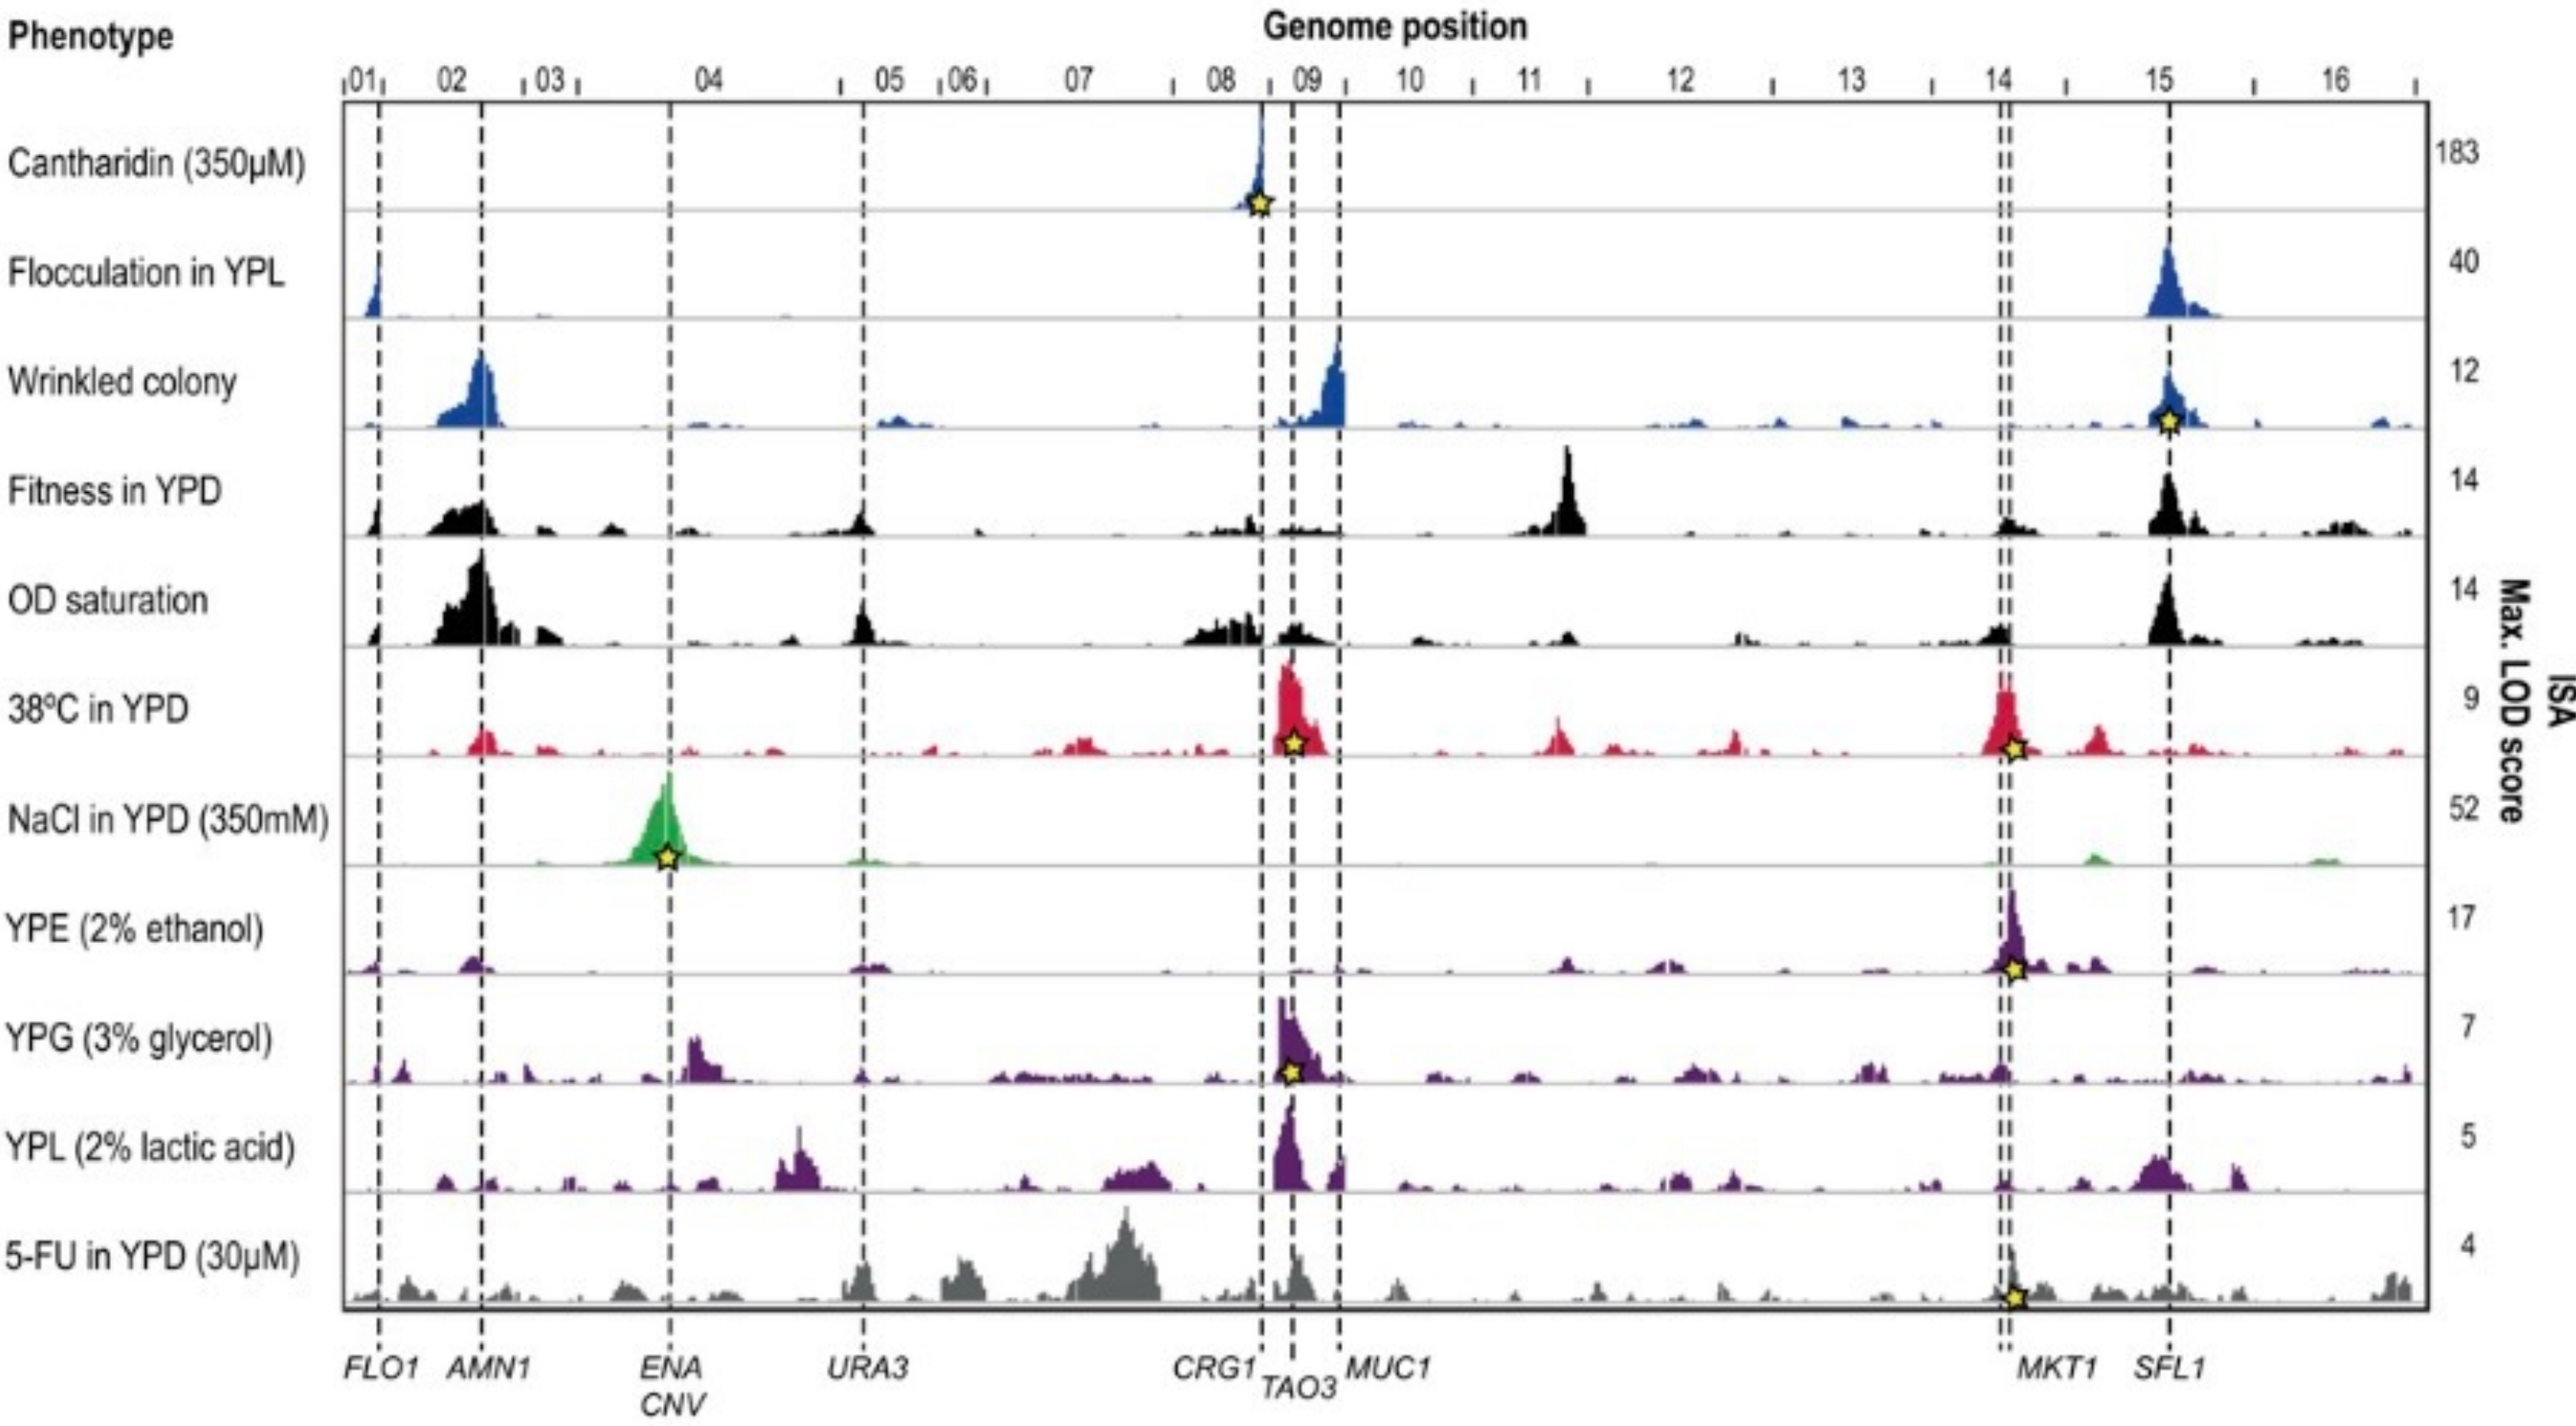 Phenotype
Genome position
01 02 03 04 05 06 07 08 09 10 11 12 13 14 15 16
Cantharidin (350µM) 183
Flocculation in YPL 40
Wrinkled colony 12
Fitness in YPD 14
OD saturation 14
38ºC in YPD 9
NaCl in YPD (350mM) 52
YPE (2% ethanol) 17
YPG (3% glycerol) 7
YPL (2% lactic acid) 5
5-FU in YPD (30µM) 4
ISA
Max. LOD score
FLO1 AMN1 ENA URA3 CRG1 MUC1 MKT1 SFL1
CNV TAO3